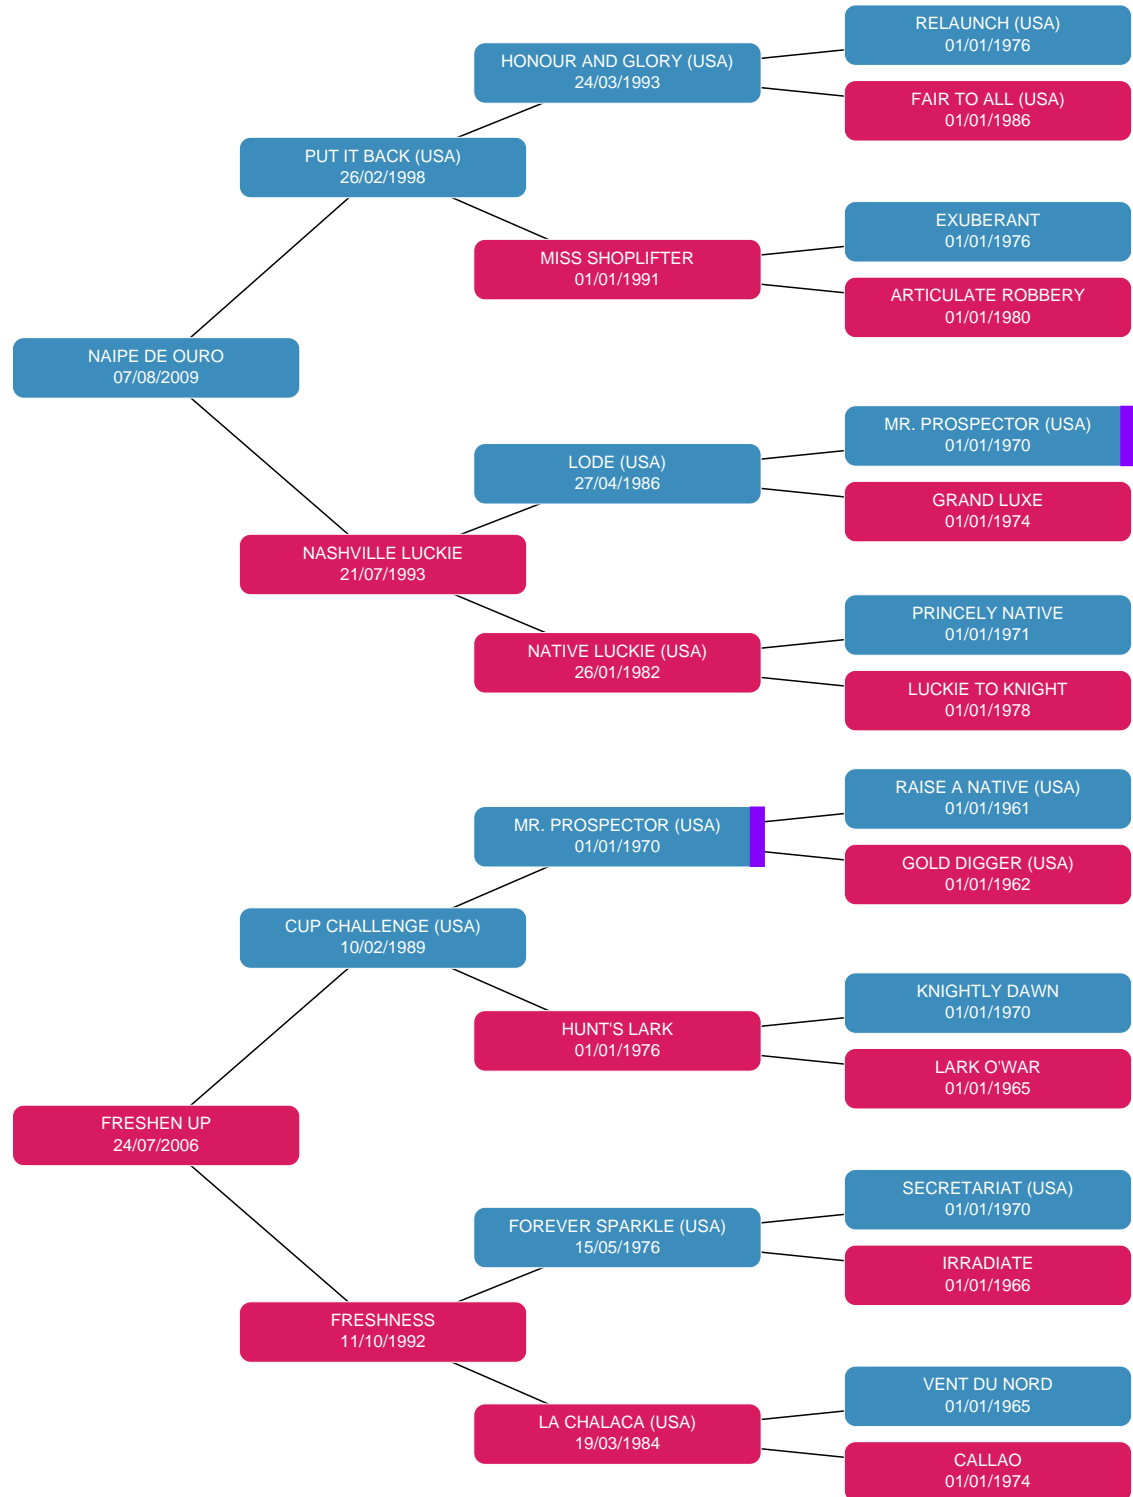 RELAUNCH (USA)
01/01/1976
HONOUR AND GLORY (USA)
24/03/1993
FAIR TO ALL (USA)
01/01/1986
PUT IT BACK (USA)
26/02/1998
EXUBERANT
01/01/1976
MISS SHOPLIFTER
01/01/1991
ARTICULATE ROBBERY
01/01/1980
NAIPE DE OURO
07/08/2009
MR. PROSPECTOR (USA)
01/01/1970
LODE (USA)
27/04/1986
GRAND LUXE
01/01/1974
NASHVILLE LUCKIE
21/07/1993
PRINCELY NATIVE
01/01/1971
NATIVE LUCKIE (USA)
26/01/1982
LUCKIE TO KNIGHT
01/01/1978
RAISE A NATIVE (USA)
01/01/1961
MR. PROSPECTOR (USA)
01/01/1970
GOLD DIGGER (USA)
01/01/1962
CUP CHALLENGE (USA)
10/02/1989
KNIGHTLY DAWN
01/01/1970
HUNT'S LARK
01/01/1976
LARK O'WAR
01/01/1965
FRESHEN UP
24/07/2006
SECRETARIAT (USA)
01/01/1970
FOREVER SPARKLE (USA)
15/05/1976
IRRADIATE
01/01/1966
FRESHNESS
11/10/1992
VENT DU NORD
01/01/1965
LA CHALACA (USA)
19/03/1984
CALLAO
01/01/1974